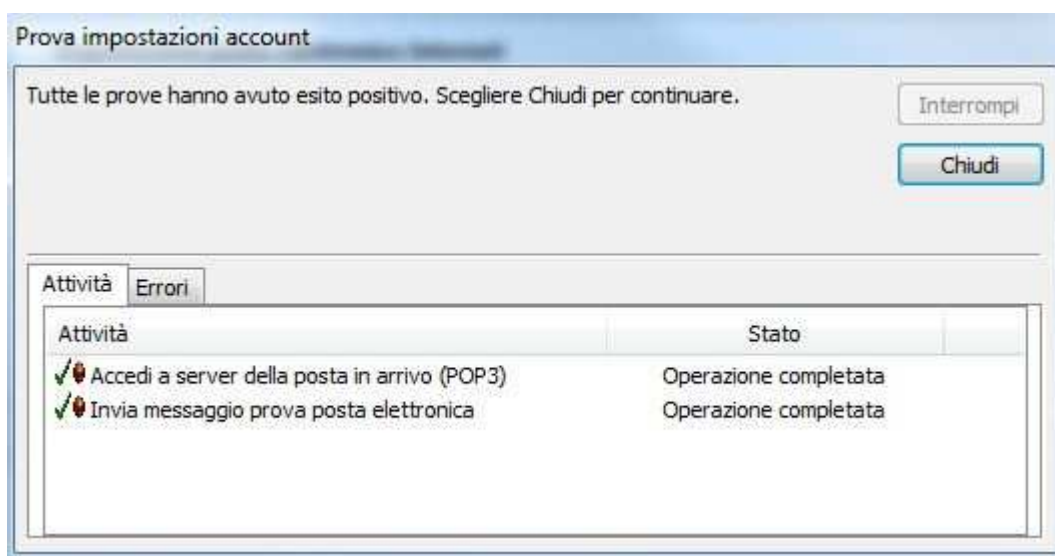 Prova impostazioni account
Tutte le prove hanno avuto esito positivo. Scegliere Chiudi per continuare.
Interrompi
Chiudi
Attività Errori
Attività Stato
Accedi a server della posta in arrivo (POP3) Operazione completata
Invia messaggio prova posta elettronica Operazione completata